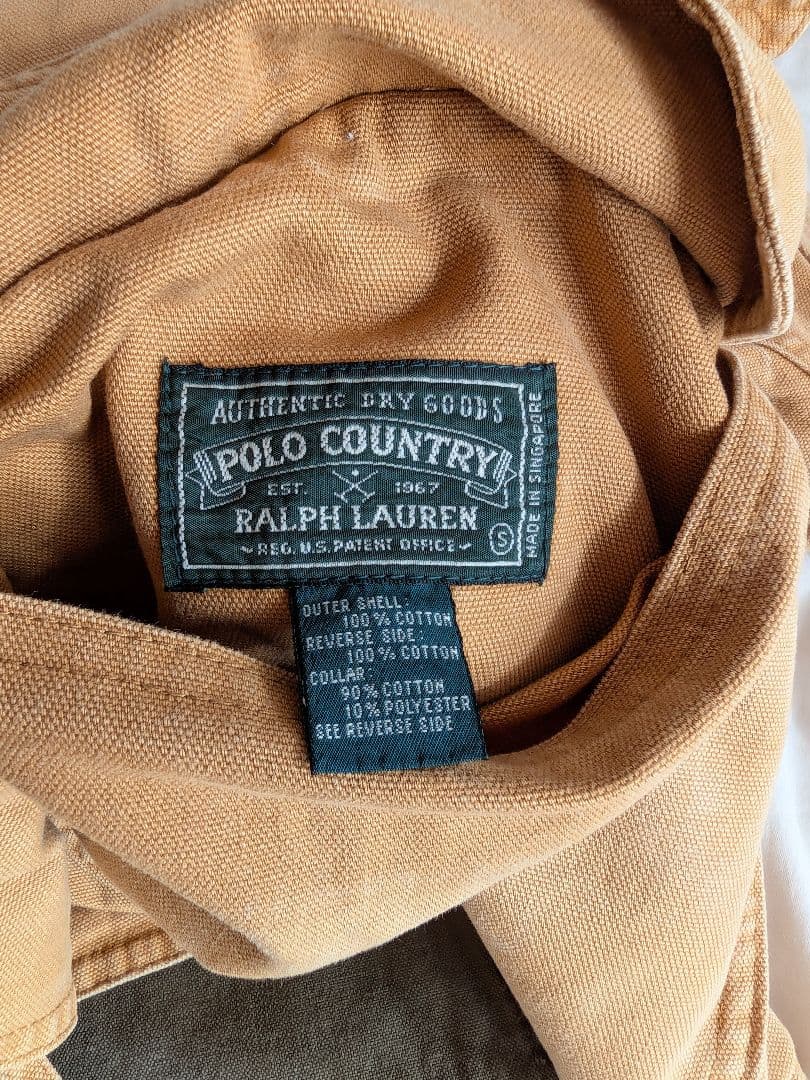 AUTHENTIC DRY GOODS
POLO COUNTRY
EST. 1967
RALPH LAUREN
REG. U.S. PATENT OFFICE
S
MADE IN SINGAPORE
OUTER SHELL:
100% COTTON
REVERSE SIDE:
100% COTTON
COLLAR:
90% COTTON
10% POLYESTER
SEE REVERSE SIDE